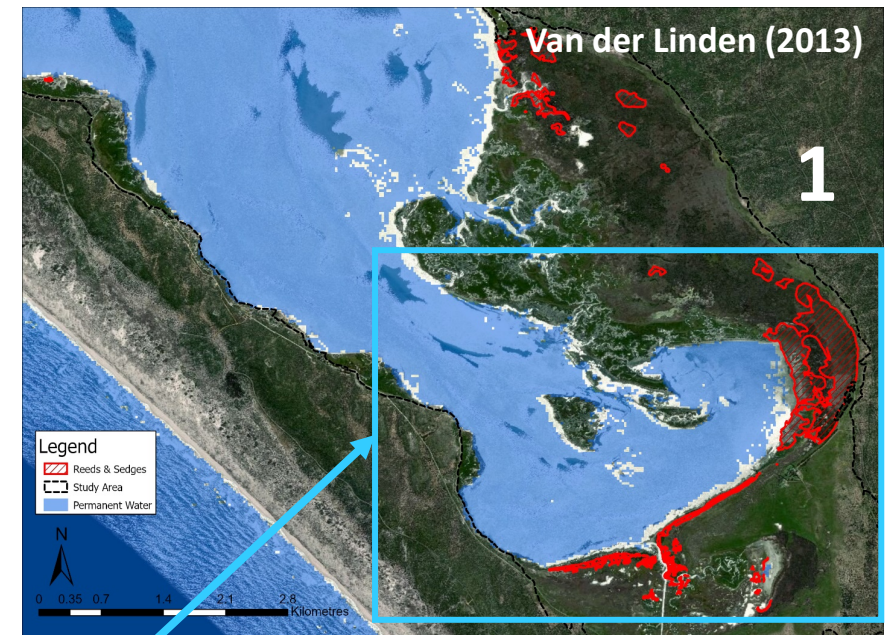 Van der Linden (2013)
1
Legend
Reeds & Sedges
Study Area
Permanent Water
N
0 0.35 0.7 1.4 2.1 2.8
Kilometres